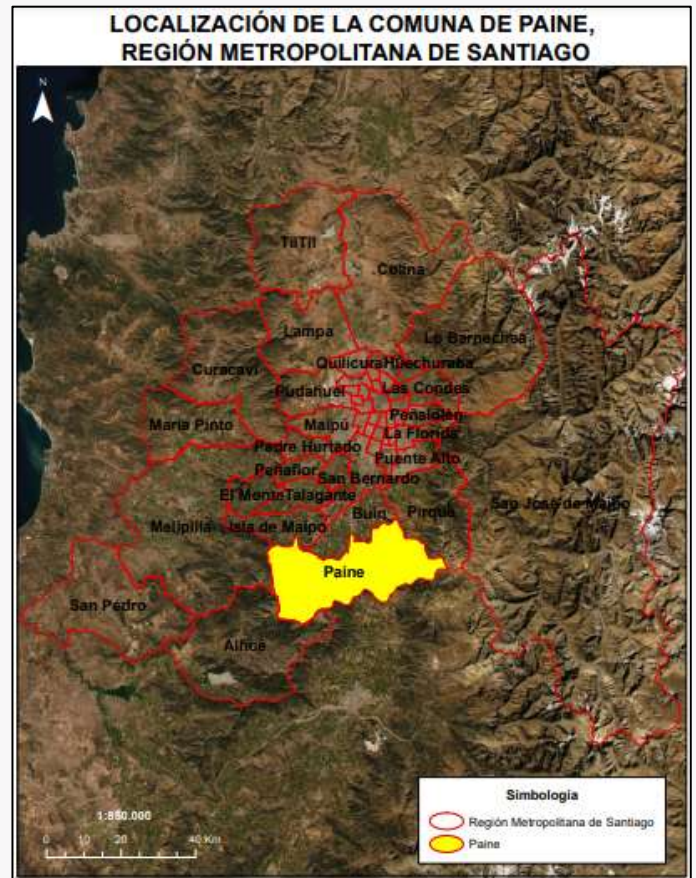 LOCALIZACIÓN DE LA COMUNA DE PAINE,
REGIÓN METROPOLITANA DE SANTIAGO
N
TilTil
Colina
Lampa
Lo Barnechea
Quilicura Huechuraba
Curacaví
Pudahuel
Las Condes
María Pinto
Maipú
Peñalolén
La Florida
Padre Hurtado
Puente Alto
Peñaflor
San Bernardo
El Monte Talagante
San José de Maipo
Melipilla
Isla de Maipo
Buin
Pirque
Paine
San Pedro
Alhué
Simbología
Región Metropolitana de Santiago
Paine
1:850.000
0 10 20 40 Km